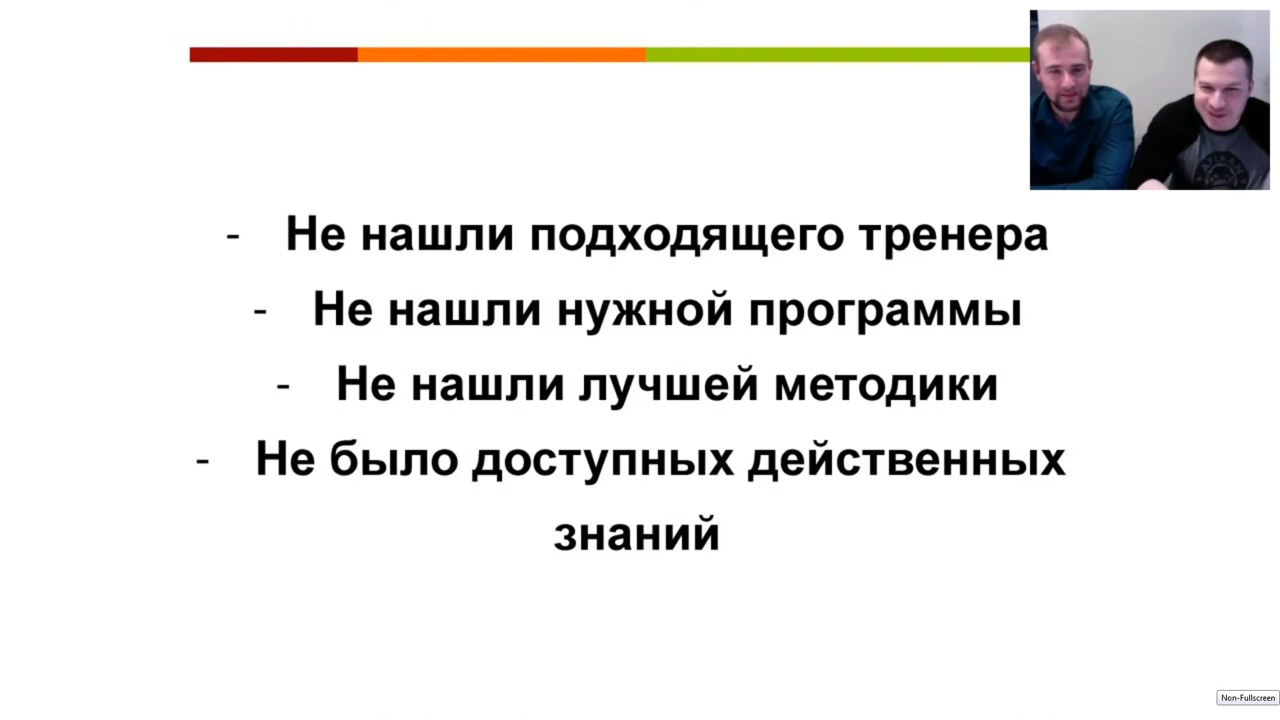 - Не нашли подходящего тренера
- Не нашли нужной программы
- Не нашли лучшей методики
- Не было доступных действенных
знаний
Non-Fullscreen